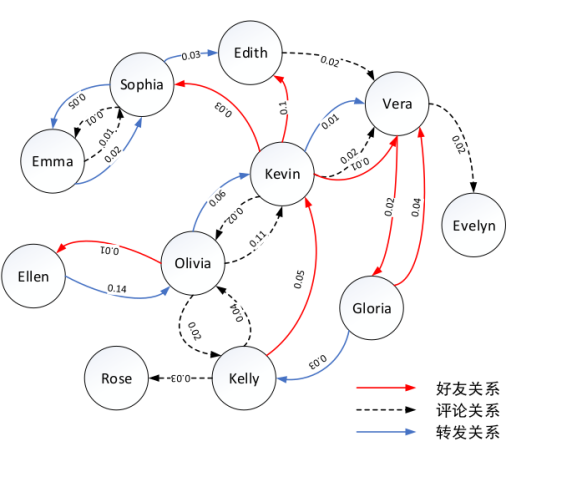 Edith
0.03
0.02
Sophia
Vera
0.05
0.1
0.01
0.03
0.01
0.01
0.02
0.02
0.02
Emma
0.01
Kevin
0.06
0.02
0.02
0.04
Evelyn
0.11
0.01
Olivia
Ellen
0.14
0.05
Gloria
0.04
0.02
0.03
Rose
0.03
Kelly
好友关系
评论关系
转发关系